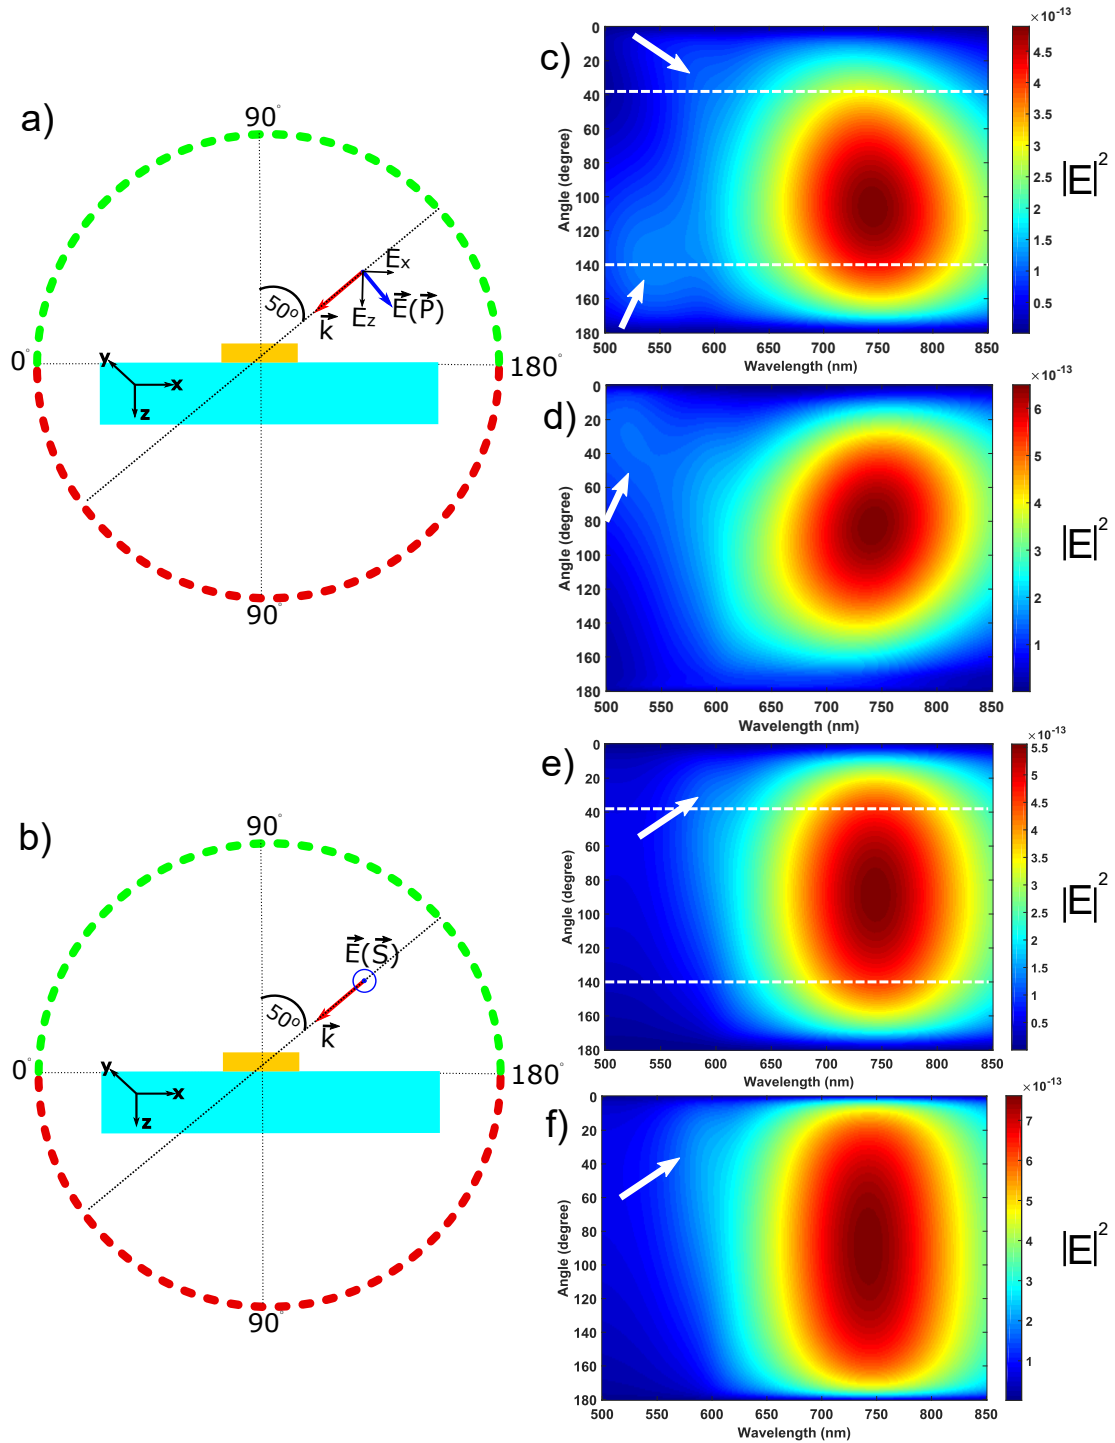 a)
90°
0°
180°
90°
50°
k
Ex
Ez
E(P)
y
x
z
b)
90°
0°
180°
90°
50°
k
E(S)
y
x
z
c)
×10⁻¹³
0
20
40
60
80
100
120
140
160
180
500 550 600 650 700 750 800 850
Angle (degree)
Wavelength (nm)
4.5
4
3.5
3
2.5
2
1.5
1
0.5
|E|²
d)
×10⁻¹³
0
20
40
60
80
100
120
140
160
180
500 550 600 650 700 750 800 850
Angle (degree)
Wavelength (nm)
6
5
4
3
2
1
|E|²
e)
×10⁻¹³
0
20
40
60
80
100
120
140
160
180
500 550 600 650 700 750 800 850
Angle (degree)
Wavelength (nm)
5.5
5
4.5
4
3.5
3
2.5
2
1.5
1
0.5
|E|²
f)
×10⁻¹³
0
20
40
60
80
100
120
140
160
180
500 550 600 650 700 750 800 850
Angle (degree)
Wavelength (nm)
7
6
5
4
3
2
1
|E|²